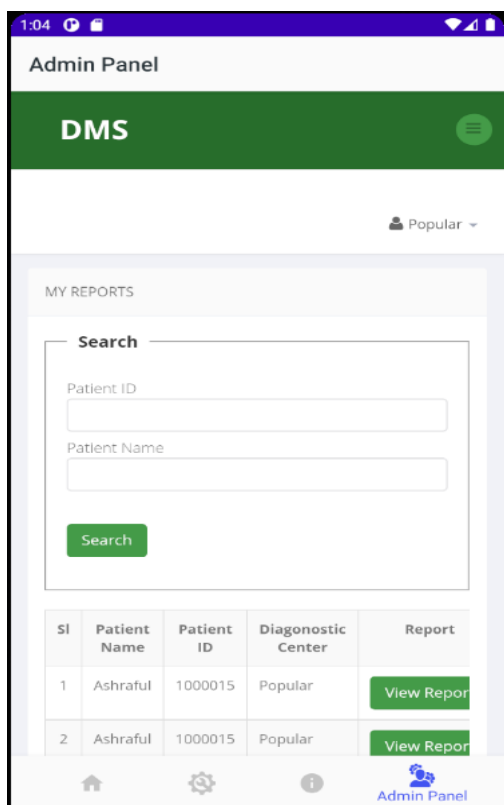 1:04
Admin Panel
DMS
Popular
MY REPORTS
Search
Patient ID
Patient Name
Search
Sl Patient Name Patient ID Diagonostic Center Report
1 Ashraful 1000015 Popular View Repor
2 Ashraful 1000015 Popular View Repor
Admin Panel